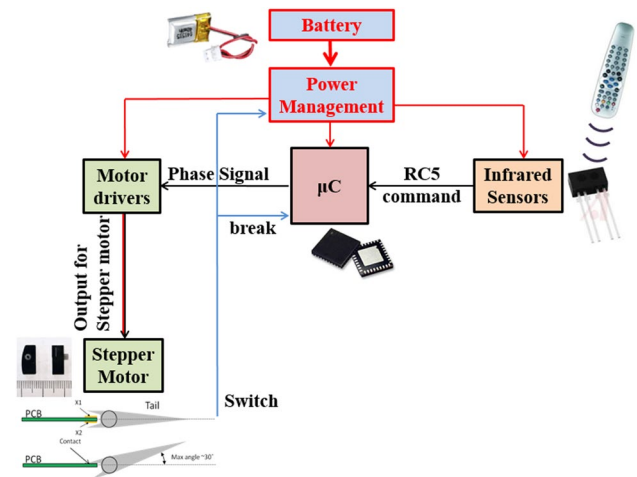 Battery
Power
Management
Motor
drivers
Phase Signal
μC
RC5
command
Infrared
Sensors
break
Output for
Stepper motor
Stepper
Motor
Switch
X1
Tail
PCB
X2
Contact
PCB
Max angle ~30°